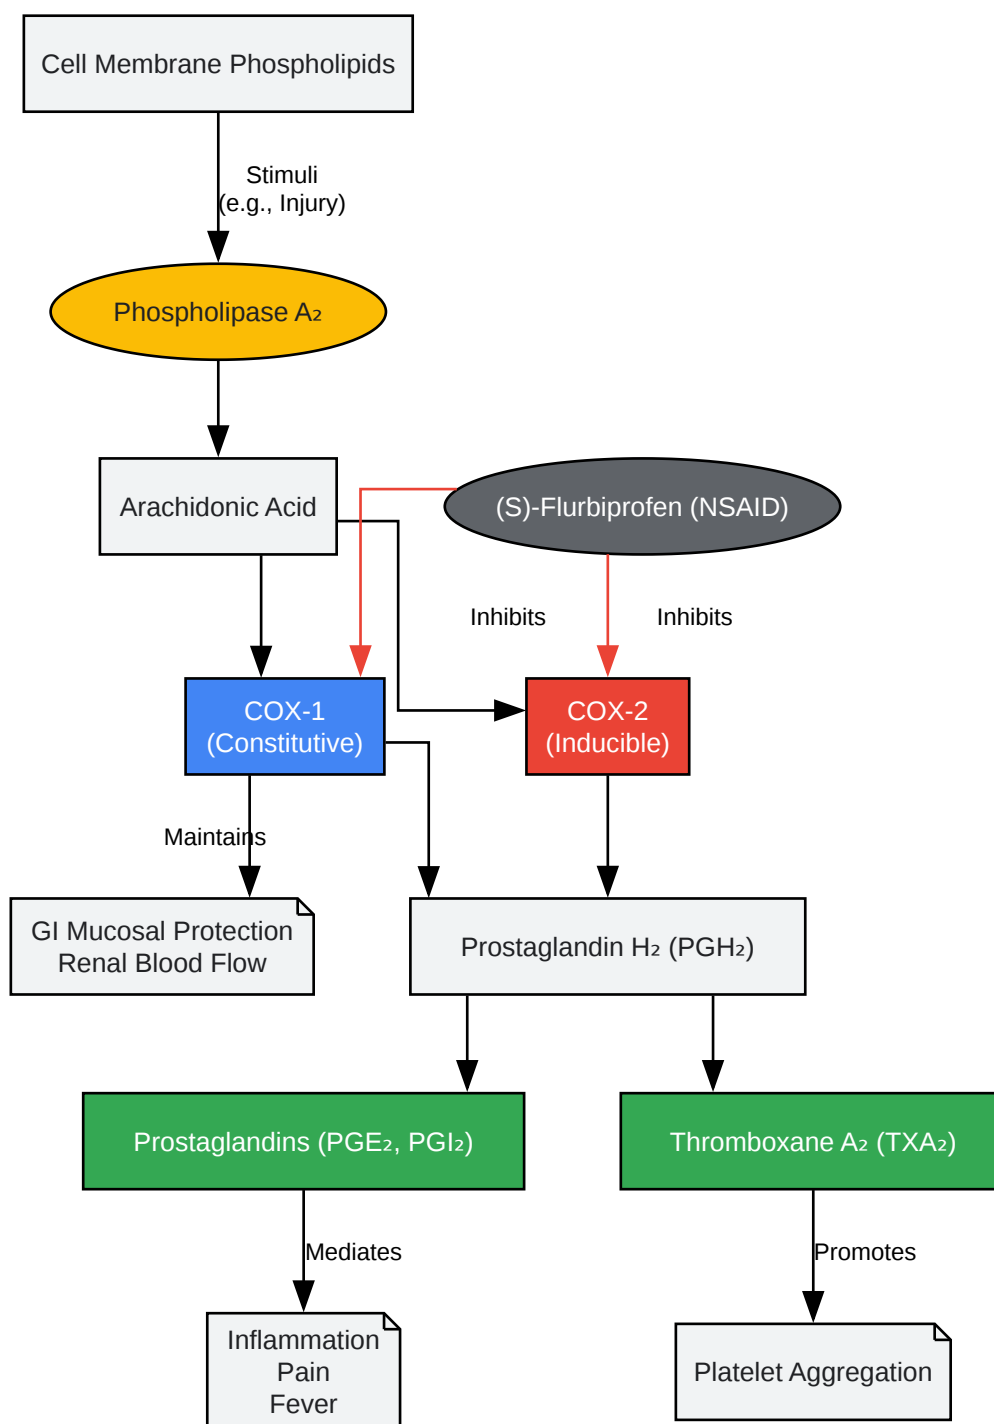 Cell Membrane Phospholipids
Stimuli
(e.g., Injury)
Phospholipase A₂
Arachidonic Acid
(S)-Flurbiprofen (NSAID)
Inhibits
Inhibits
COX-1
(Constitutive)
COX-2
(Inducible)
Maintains
GI Mucosal Protection
Renal Blood Flow
Prostaglandin H₂ (PGH₂)
Prostaglandins (PGE₂, PGI₂)
Thromboxane A₂ (TXA₂)
Mediates
Promotes
Inflammation
Pain
Fever
Platelet Aggregation